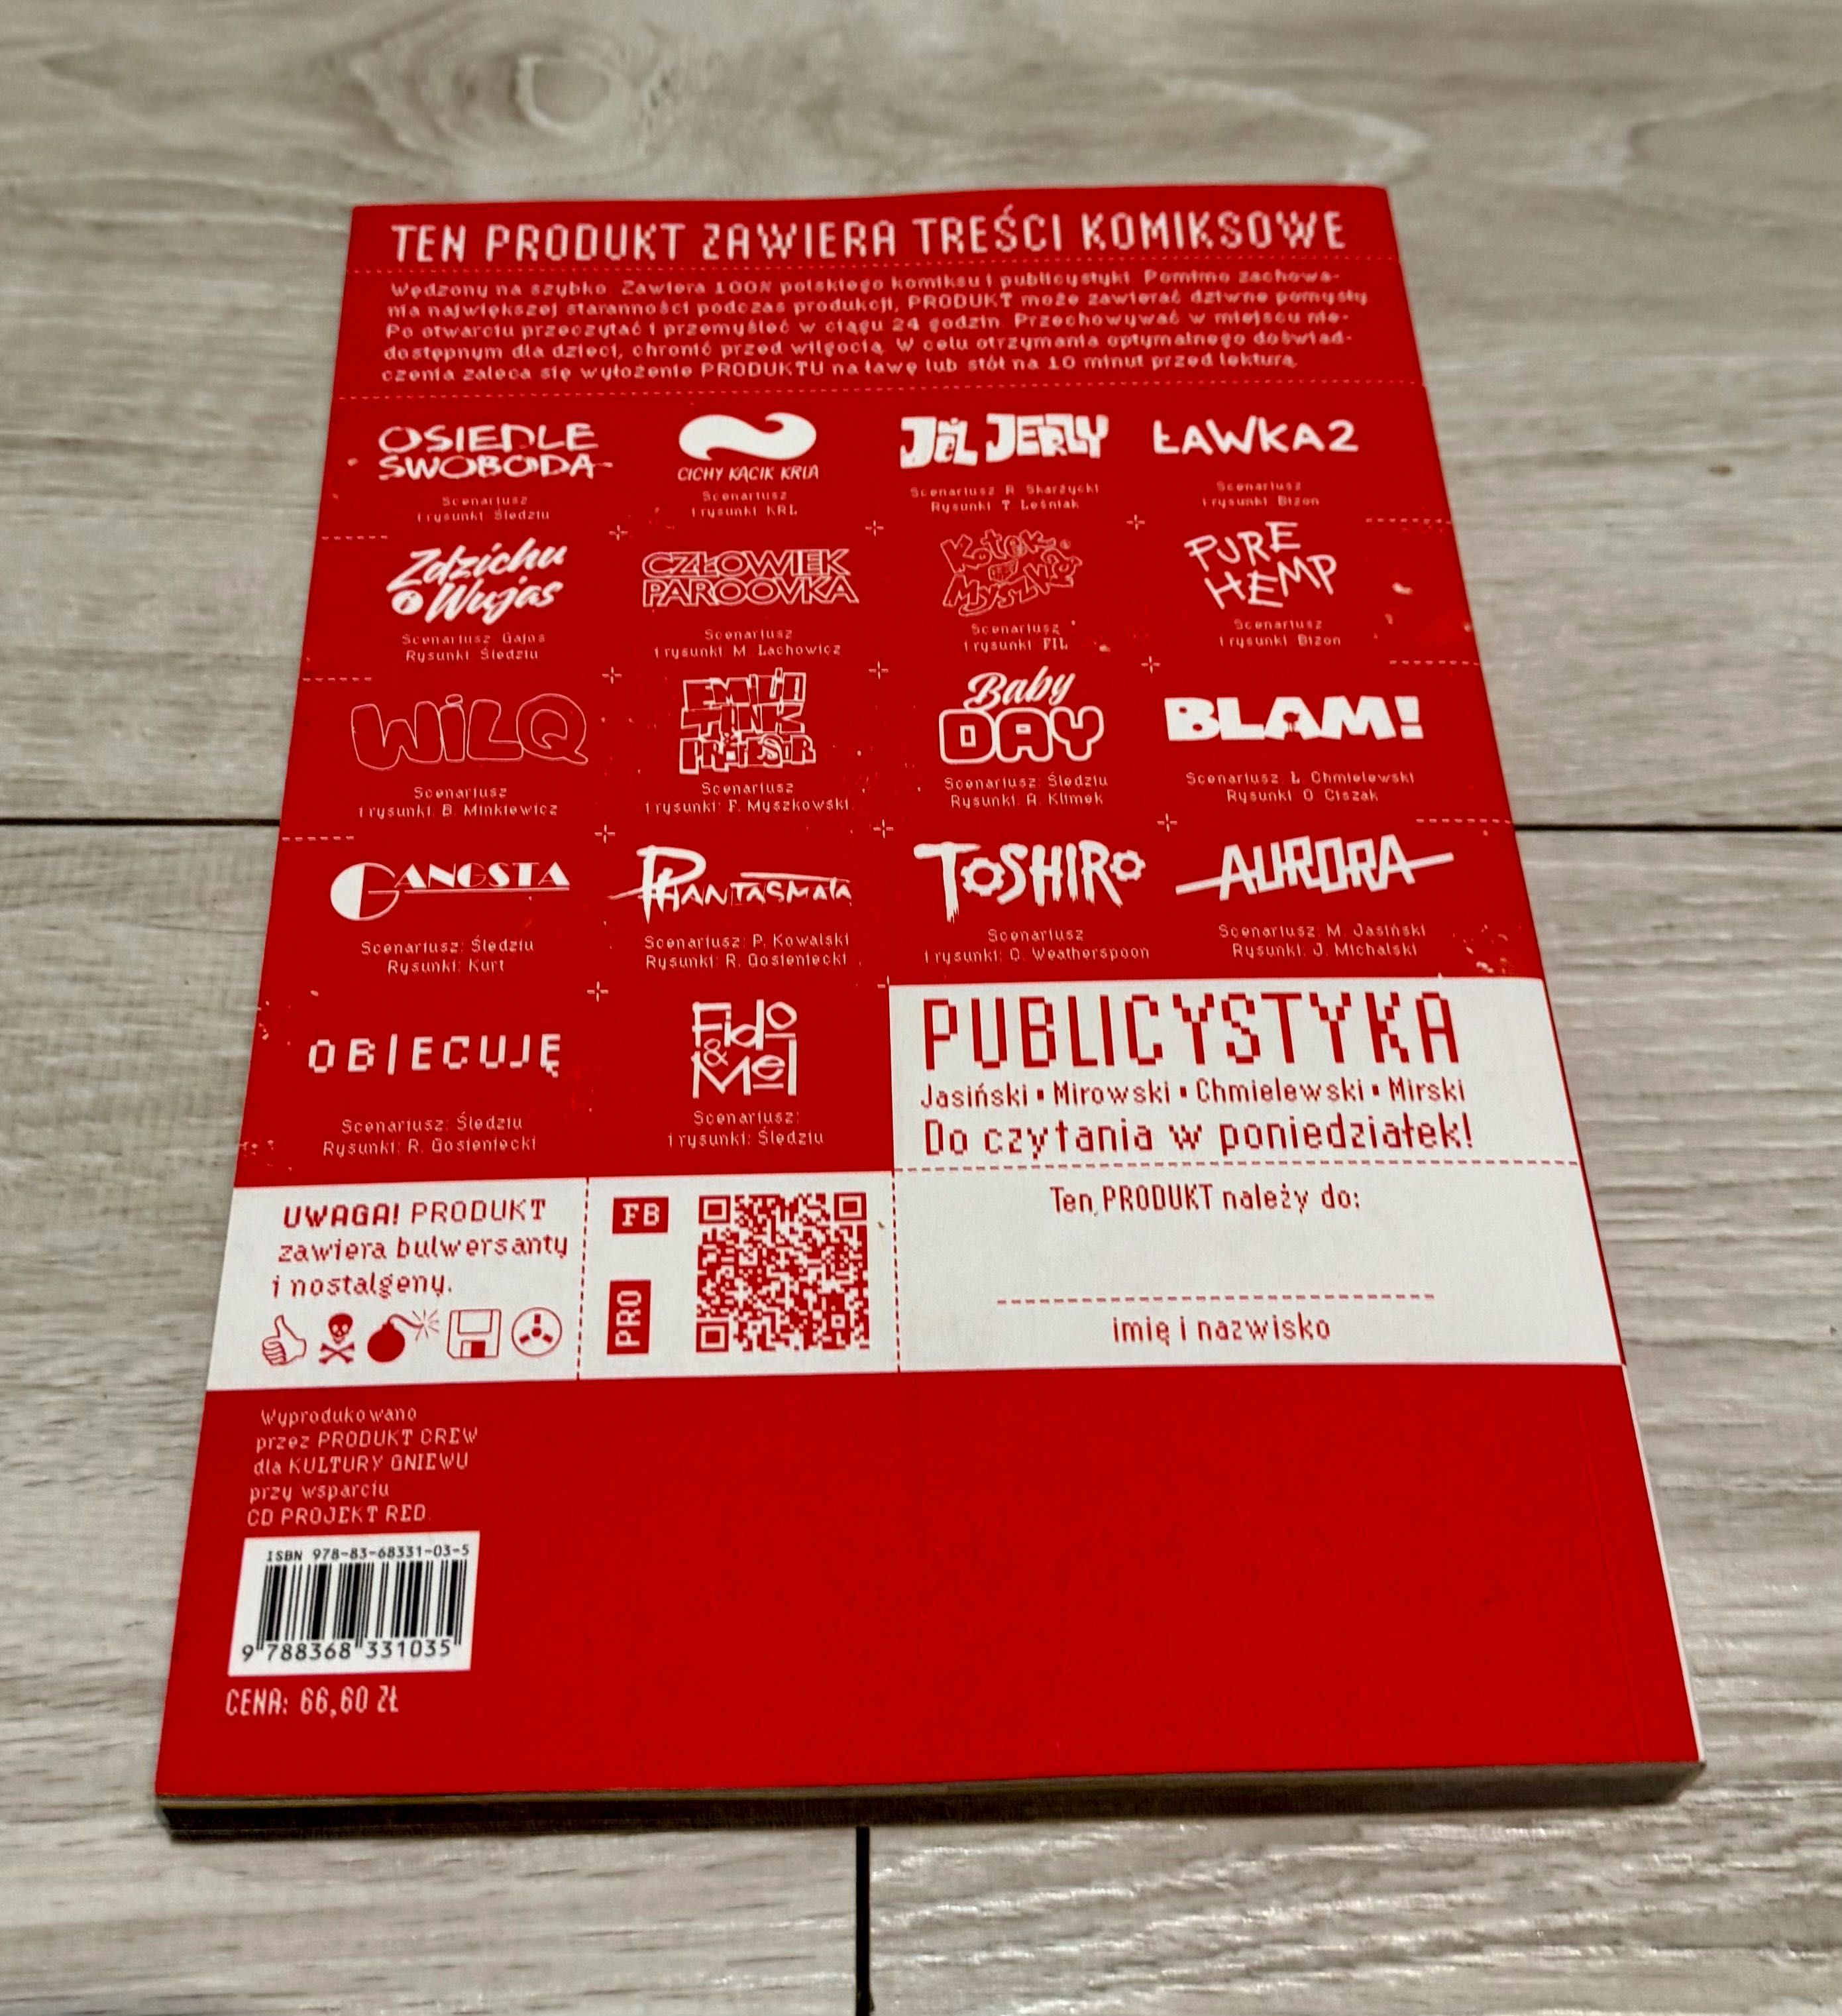 TEN PRODUKT ZAWIERA TREŚCI KOMIKSOWE
Wędzony na szybko. Zawiera 100% polskiego komiksu i publicystyki. Pomimo zachowa-
nia największej staranności podczas produkcji, PRODUKT może zawierać dziwne pomysły.
Po otwarciu przeczytać i przemyśleć w ciągu 24 godzin. Przechowywać w miejscu nie-
dostępnym dla dzieci, chronić przed wilgocią. W celu otrzymania optymalnego doświad-
czenia zaleca się wyłożenie PRODUKTU na ławę lub stół na 10 minut przed lekturą.
OSIEDLE
SWOBODA
Scenariusz
i rysunki: Śledziu
CICHY KĄCIK KRLA
Scenariusz
i rysunki: KRL
JEŻ JERZY
Scenariusz: R. Skarżycki
Rysunki: T. Leśniak
ŁAWKA 2
Scenariusz
i rysunki: Bizon
Zdzichu
i Wujas
Scenariusz: Gajos
Rysunki: Śledziu
CZŁOWIEK
PAROOVKA
Scenariusz
i rysunki: M. Lachowicz
Kotek
Myszka
Scenariusz
i rysunki: FIL
PURE
HEMP
Scenariusz
i rysunki: Bizon
WILQ
Scenariusz
i rysunki: B. Minkiewicz
EMILIA
TANK
PROFESOR
Scenariusz
i rysunki: F. Myszkowski
Baby
DAY
Scenariusz: Śledziu
Rysunki: A. Klimek
BLAM!
Scenariusz: Ł. Chmielewski
Rysunki: O. Ciszak
GANGSTA
Scenariusz: Śledziu
Rysunki: Kurt
PHANTASMATA
Scenariusz: P. Kowalski
Rysunki: R. Gosieniecki
TOSHIRO
Scenariusz
i rysunki: O. Weatherspoon
AURORA
Scenariusz: M. Jasiński
Rysunki: J. Michalski
OBIECUJĘ
Scenariusz: Śledziu
Rysunki: R. Gosieniecki
Fido
& Mel
Scenariusz:
i rysunki: Śledziu
PUBLICYSTYKA
Jasiński ▪ Mirowski ▪ Chmielewski ▪ Mirski
Do czytania w poniedziałek!
UWAGA! PRODUKT
zawiera bulwersanty
i nostalgeny.
FB
PRO
Ten PRODUKT należy do:
imię i nazwisko
Wyprodukowano
przez PRODUKT CREW
dla KULTURY GNIEWU
przy wsparciu
CD PROJEKT RED.
ISBN 978-83-68331-03-5
9 788368 331035
CENA: 66,60 ZŁ